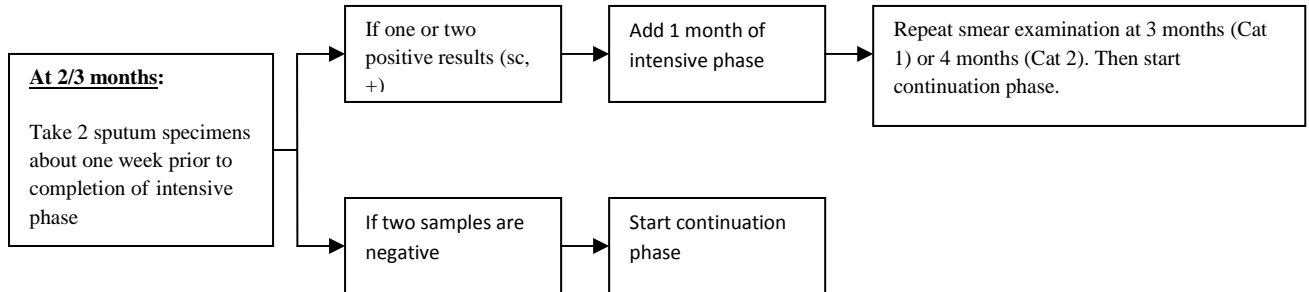 At 2/3 months:
Take 2 sputum specimens
about one week prior to
completion of intensive
phase
If one or two
positive results (sc,
+)
Add 1 month of
intensive phase
Repeat smear examination at 3 months (Cat
1) or 4 months (Cat 2). Then start
continuation phase.
If two samples are
negative
Start continuation
phase